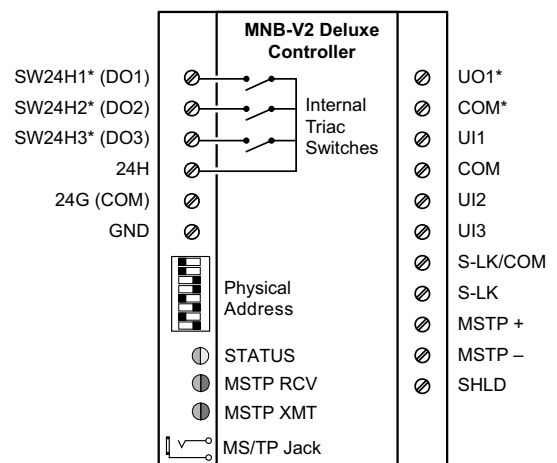 MNB-V2 Deluxe
Controller
SW24H1* (DO1)
SW24H2* (DO2)
SW24H3* (DO3)
24H
24G (COM)
GND
Internal
Triac
Switches
Physical
Address
STATUS
MSTP RCV
MSTP XMT
MS/TP Jack
UO1*
COM*
UI1
COM
UI2
UI3
S-LK/COM
S-LK
MSTP +
MSTP –
SHLD